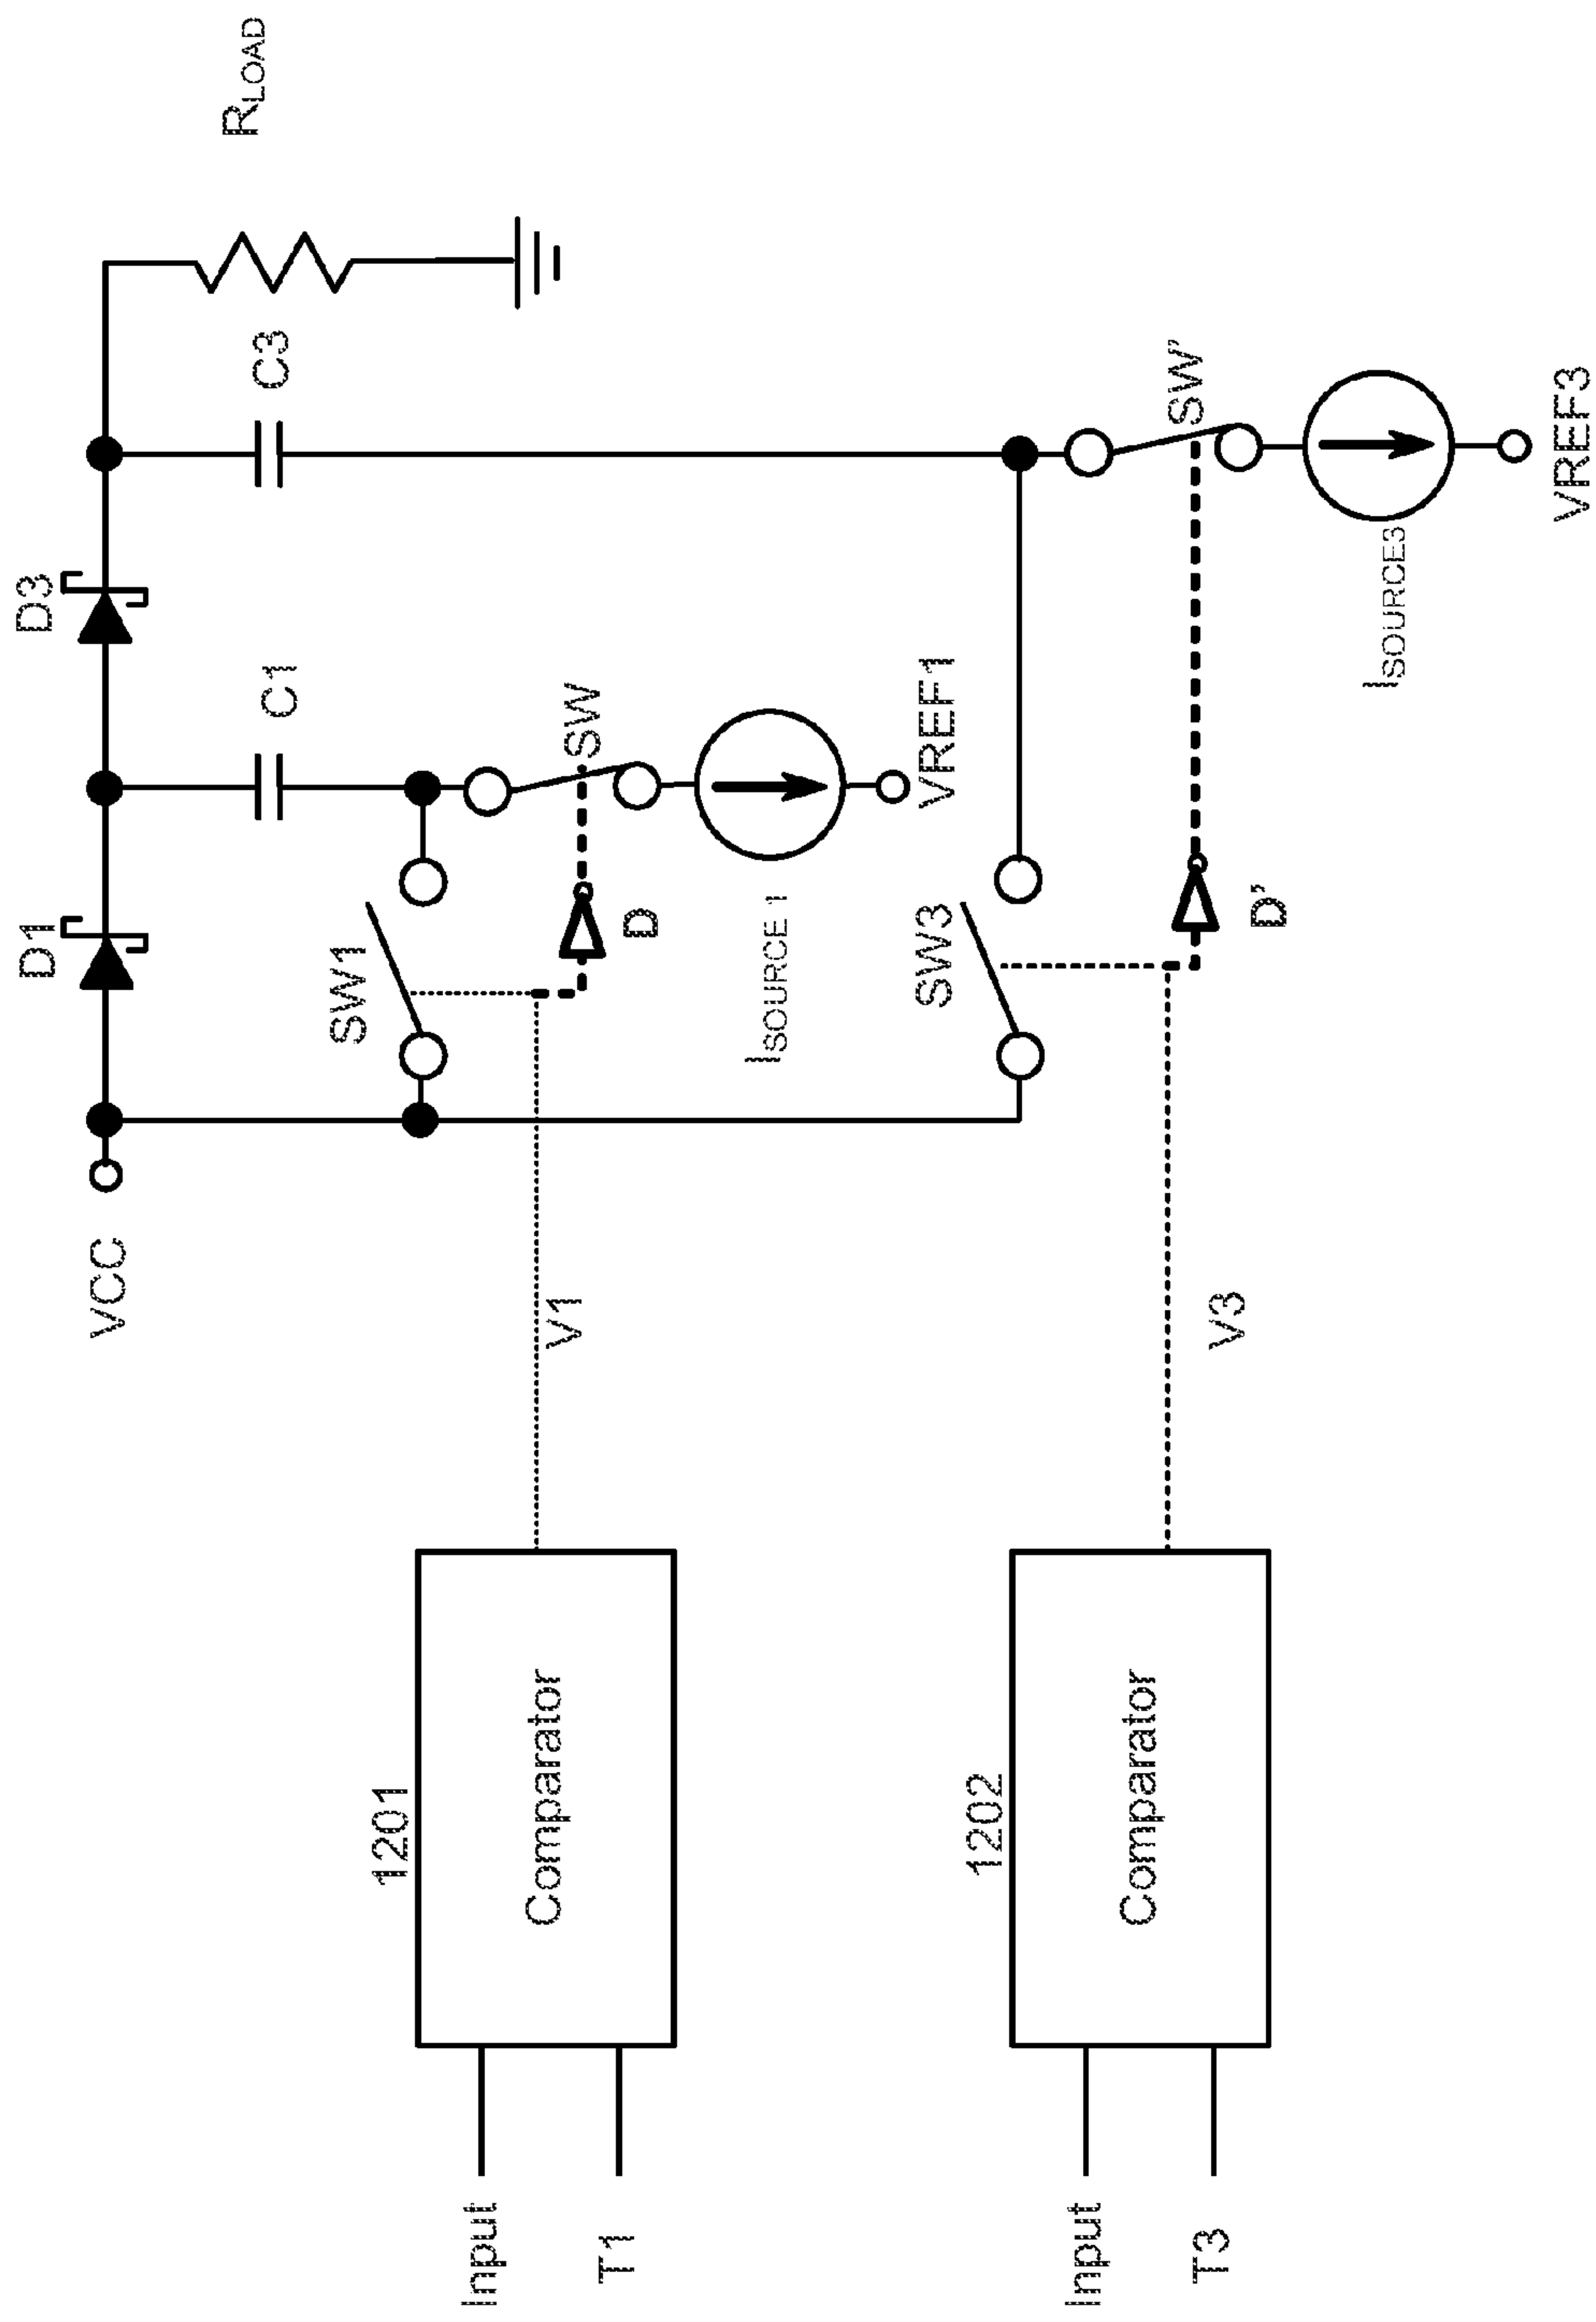 VCC
D1
D3
RLOAD
C1
C3
SW1
SW
D
V1
ISOURCE 1
VREF1
1201
Comparator
Input
T1
SW3
SW’
D’
V3
ISOURCE3
VREF3
1202
Comparator
Input
T3